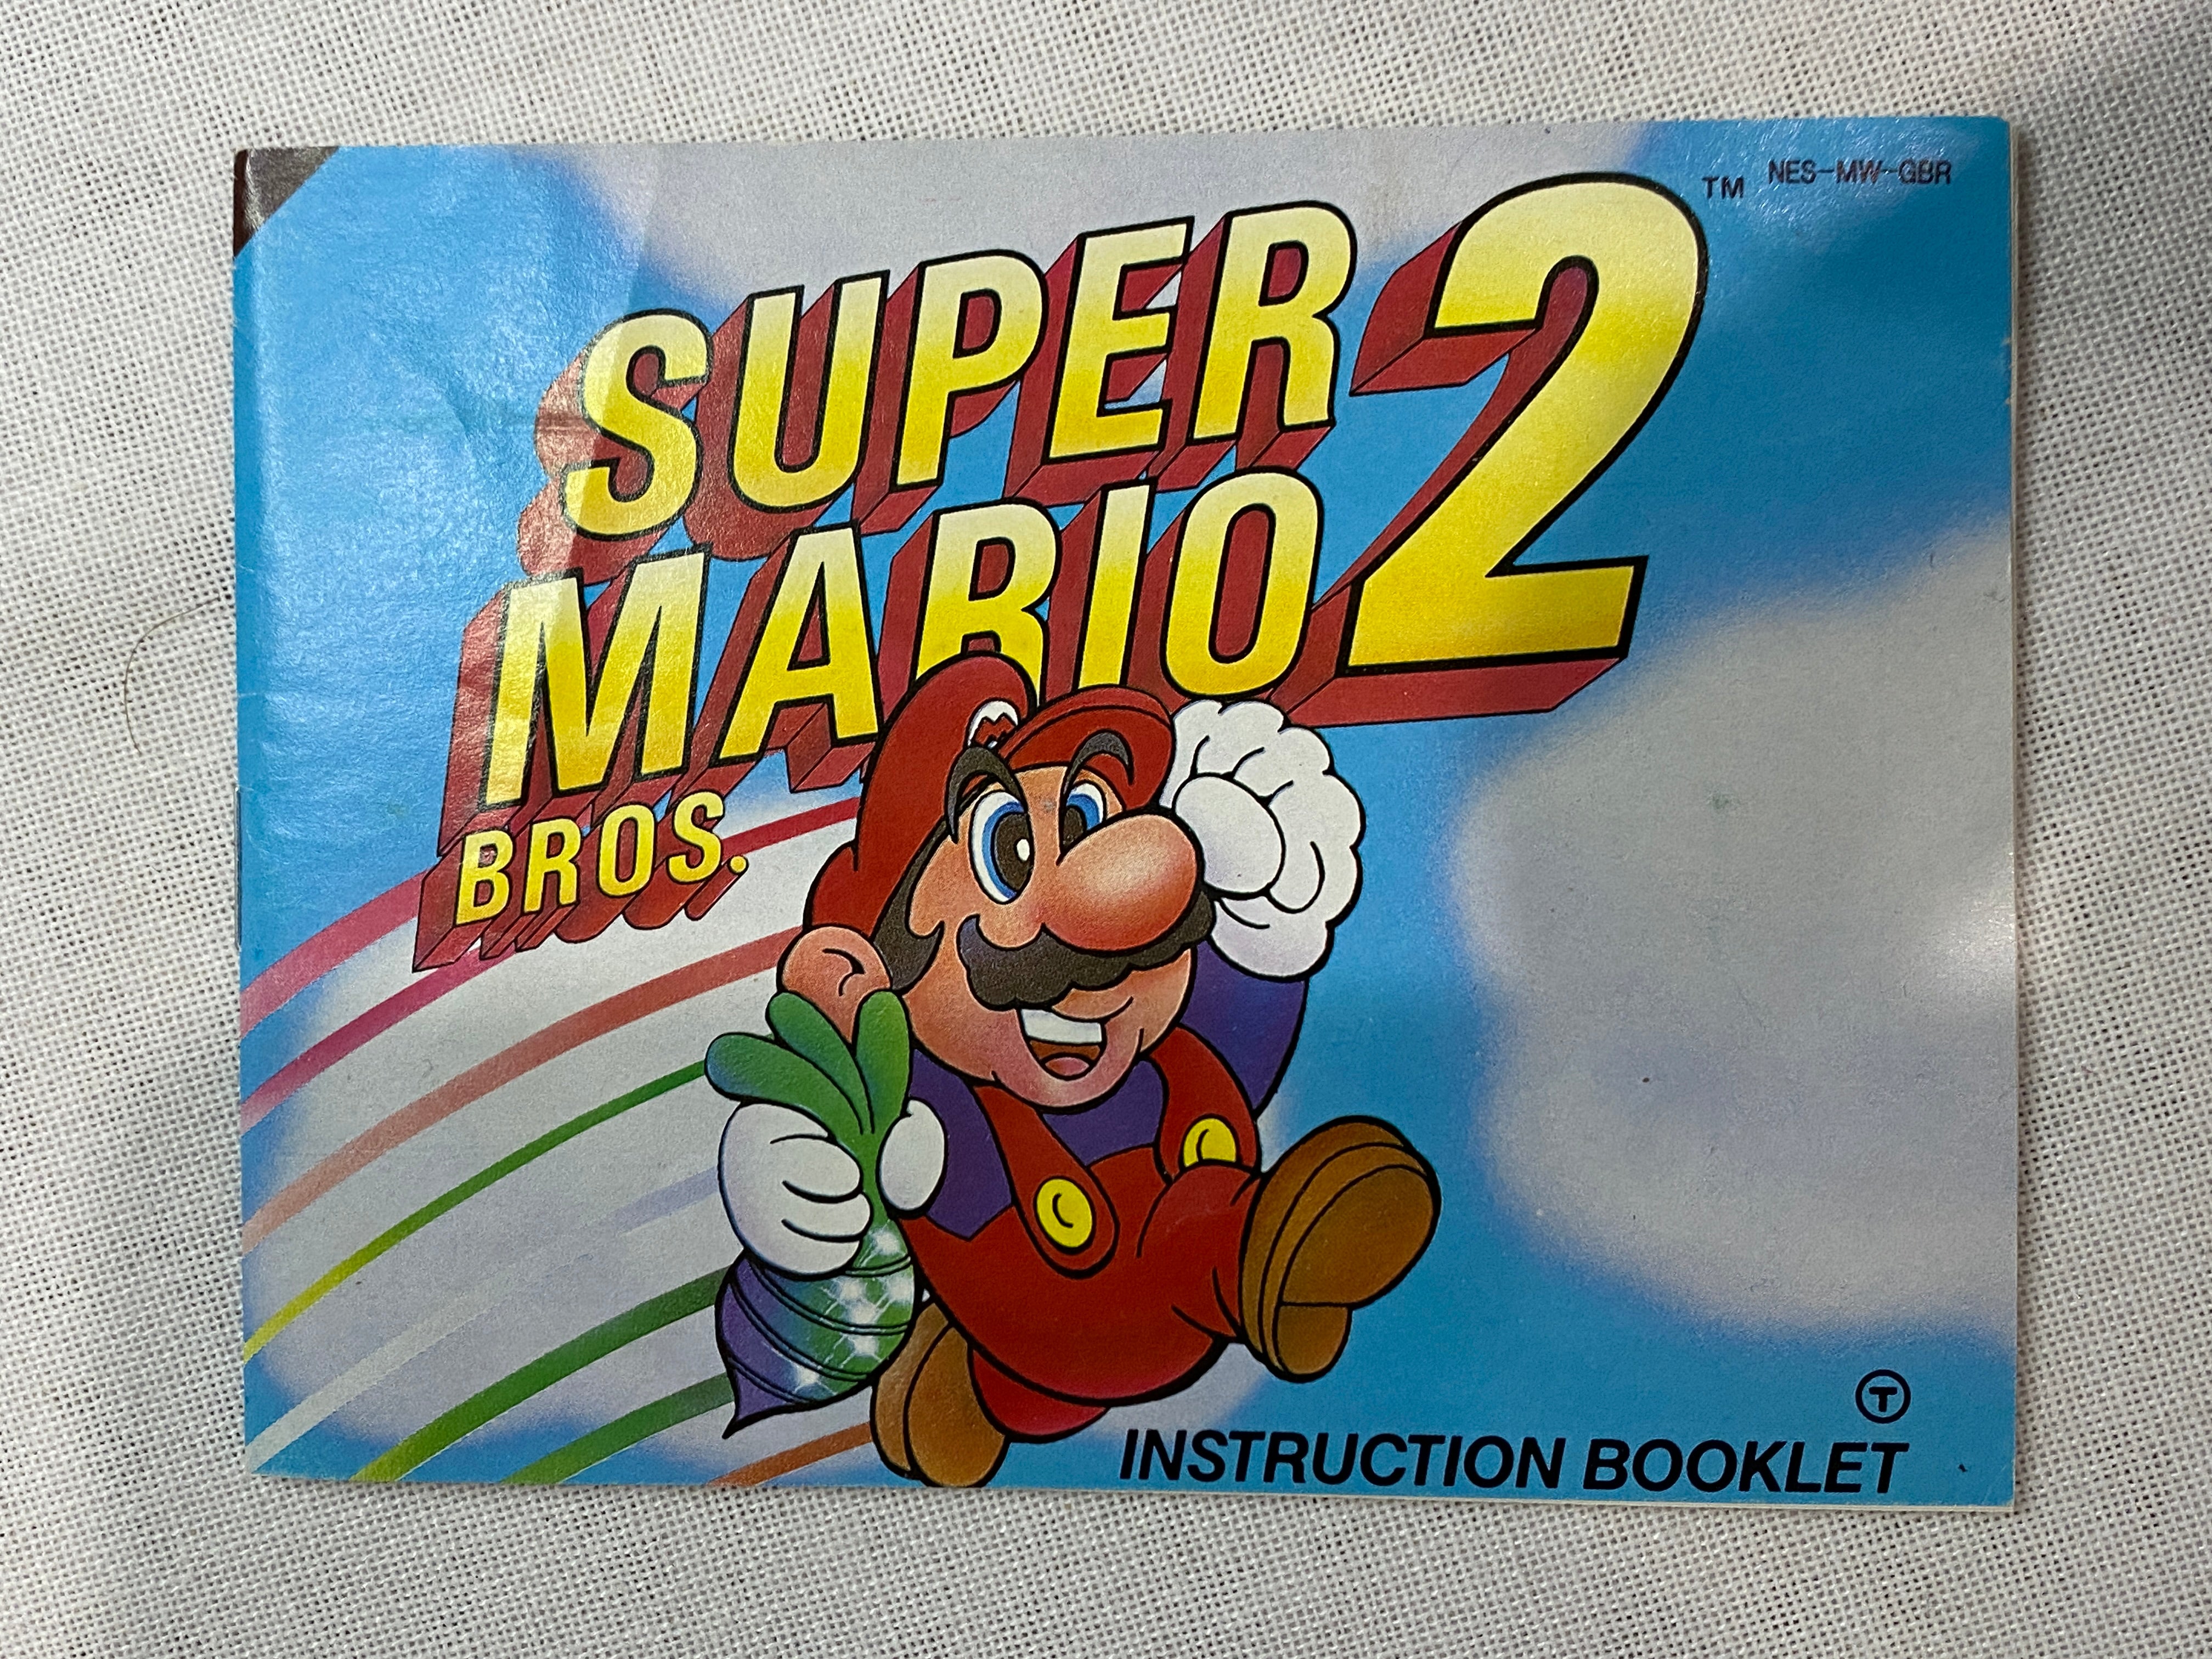 NES-MW-GBR
SUPER
MARIO
BROS. 2 ™
M
T
INSTRUCTION BOOKLET